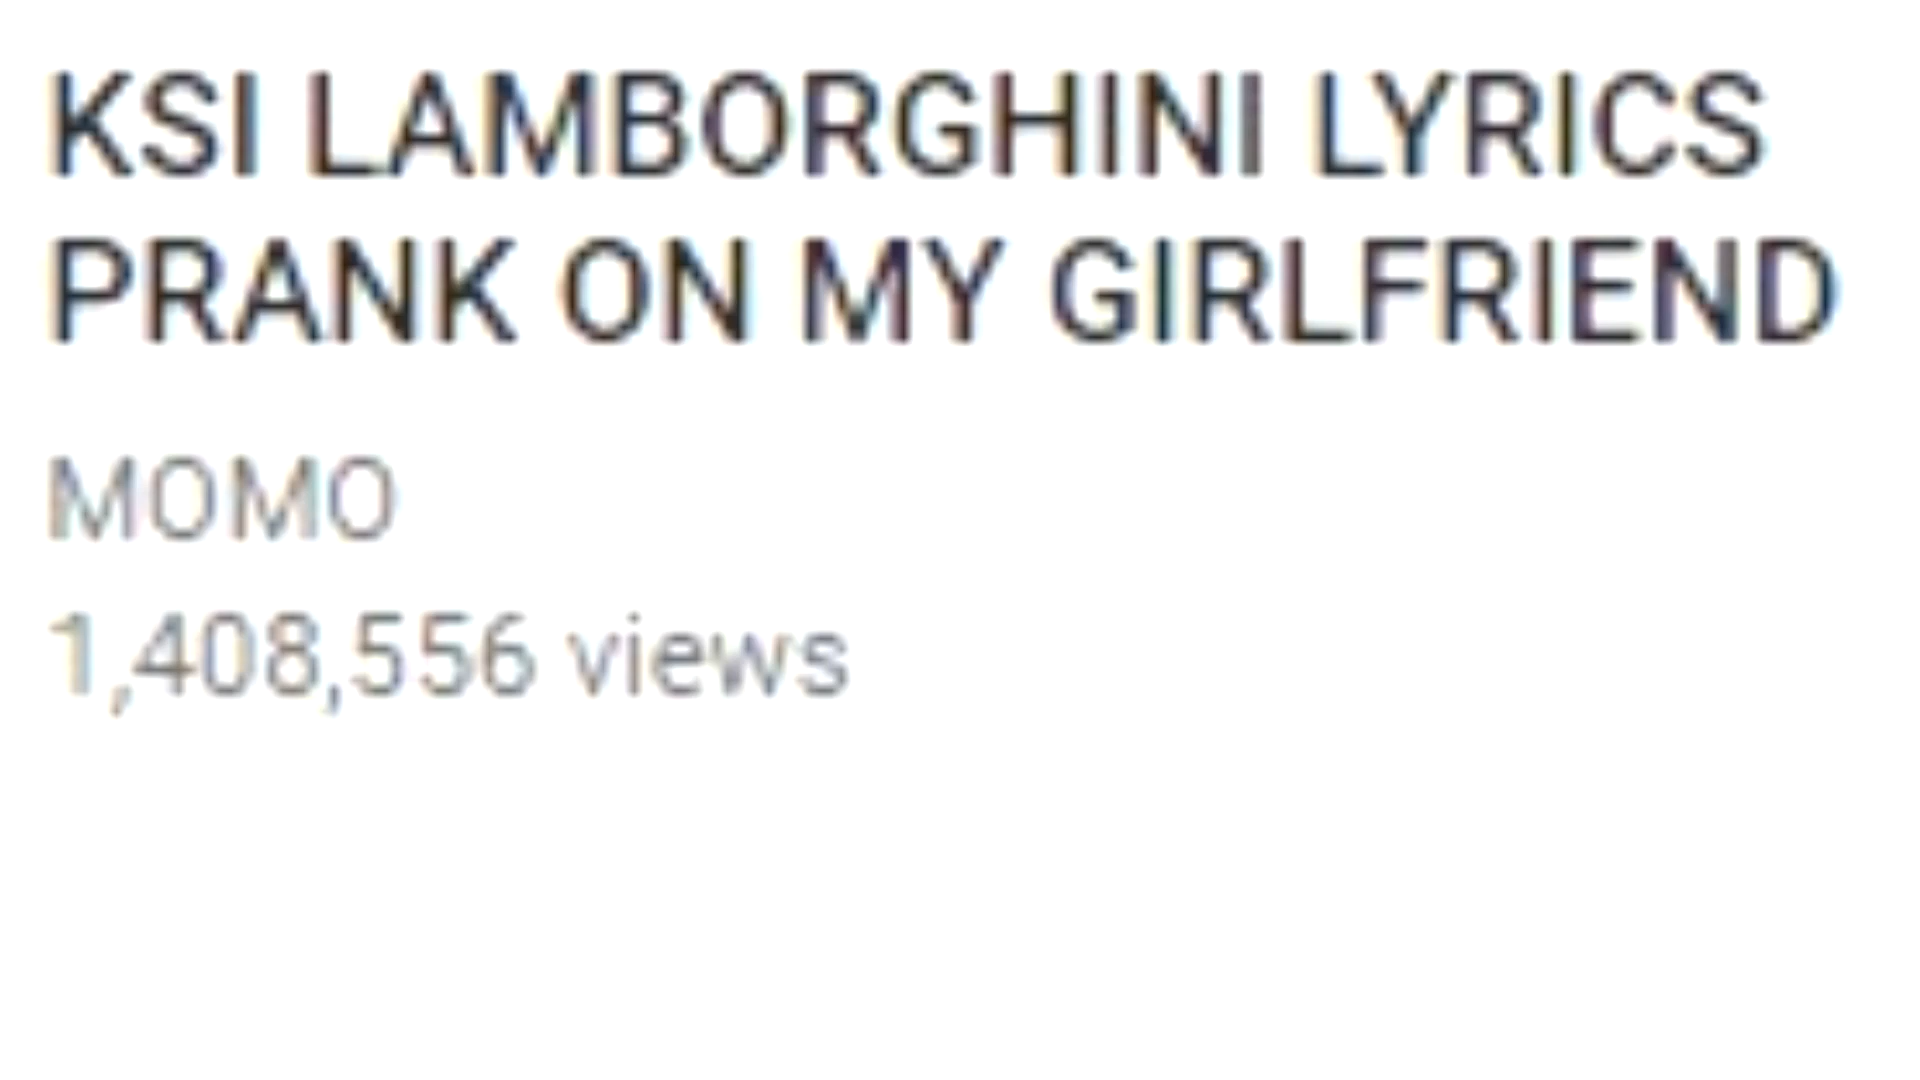 KSI LAMBORGHINI LYRICS
PRANK ON MY GIRLFRIEND
MOMO
1,408,556 views